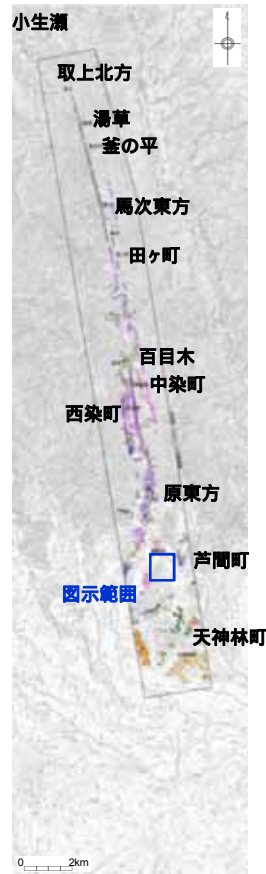 小生瀬
取上北方
湯草
釜の平
馬次東方
田ヶ町
百目木
中染町
西染町
原東方
芦間町
図示範囲
天神林町
0 2km